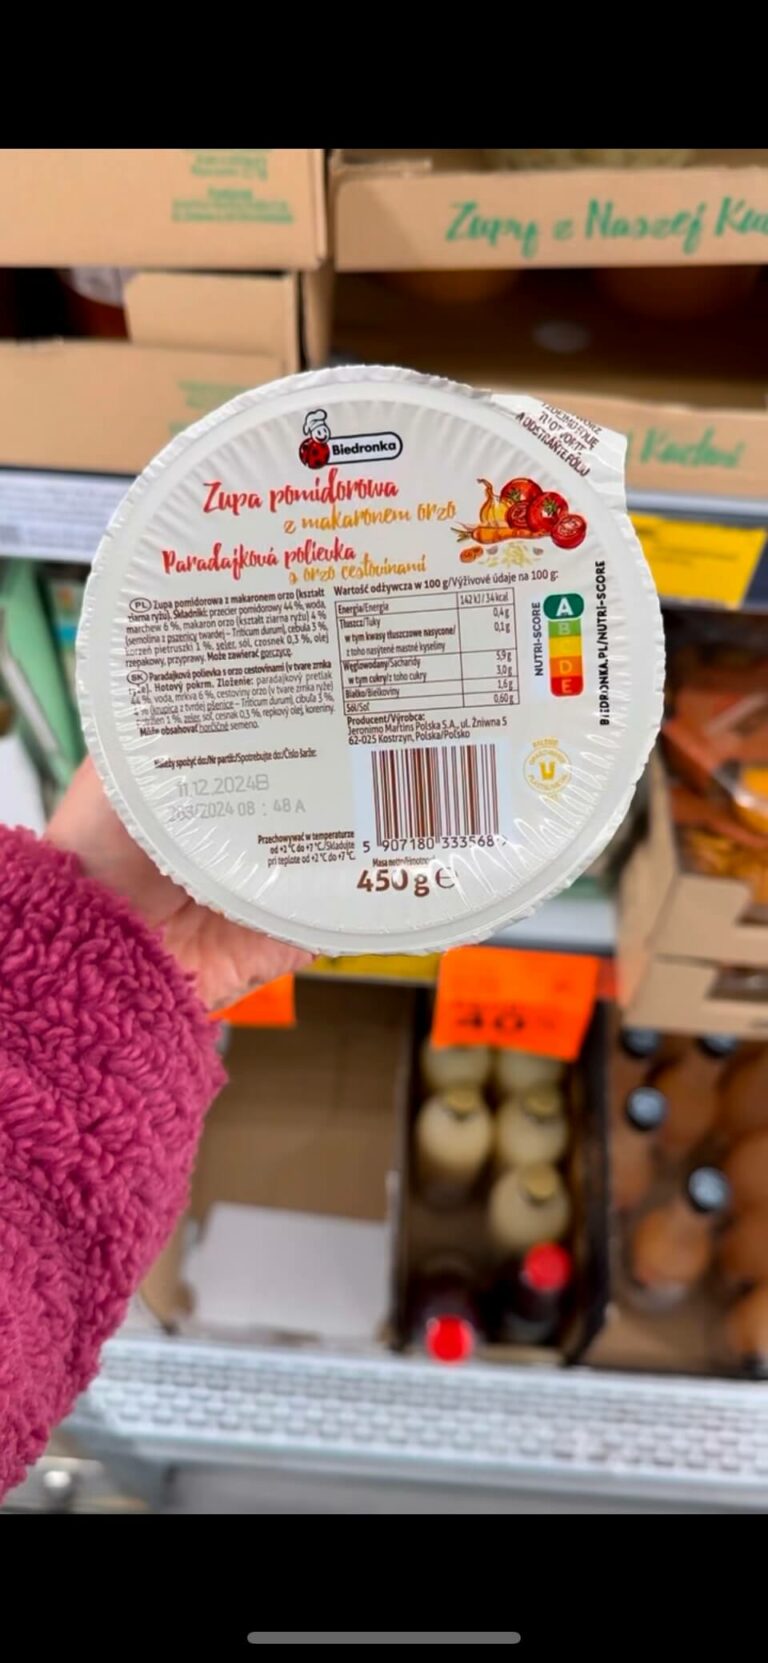 Zupy z Naszej Ku
Kuchni
Biedronka
Zupa pomidorowa
z makaronem orzo
Paradajková polievka
s orzo cestovinami
PL Zupa pomidorowa z makaronem orzo (kształt
ziarna ryżu). Składniki: przecier pomidorowy 44 %, woda,
marchew 6 %, makaron orzo (kształt ziarna ryżu) 4 %
(semolina z pszenicy twardej – Triticum durum), cebula 3 %,
korzeń pietruszki 1 %, seler, sól, czosnek 0,3 %, olej
rzepakowy, przyprawy. Może zawierać gorczycę.
SK Paradajková polievka s orzo cestovinami (v tvare zrnka
ryže). Hotový pokrm. Zloženie: paradajkový pretlak
44 %, voda, mrkva 6 %, cestoviny orzo (v tvare zrnka ryže)
4 % (krupica z tvrdej pšenice – Triticum durum), cibuľa 3 %,
1 %, zeler, soľ, cesnak 0,3 %, repkový olej, koreniny.
Môže obsahovať horčičné semeno.
Wartość odżywcza w 100 g/Výživové údaje na 100 g:
Energia/Energia 142 kJ/34 kcal
Tłuszcz/Tuky 0,4 g
w tym kwasy tłuszczowe nasycone/ 0,1 g
z toho nasýtené mastné kyseliny
Węglowodany/Sacharidy 5,9 g
w tym cukry/z toho cukry 3,0 g
Białko/Bielkoviny 1,6 g
Sól/Soľ 0,60 g
NUTRI-SCORE
A
B
C
D
E
BIEDRONKA.PL/NUTRI-SCORE
Producent/Výrobca:
Jeronimo Martins Polska S.A., ul. Żniwna 5
62-025 Kostrzyn, Polska/Poľsko
Należy spożyć do:/Nr partii:/Spotrebujte do:/Číslo šarže:
11.12.2024B
2024 08 : 48 A
Przechowywać w temperaturze
od +2 °C do +7 °C./Skladujte
pri teplote od +2 °C do +7 °C.
5 907180 333568
Masa netto/Hmotnosť:
450 g e
40